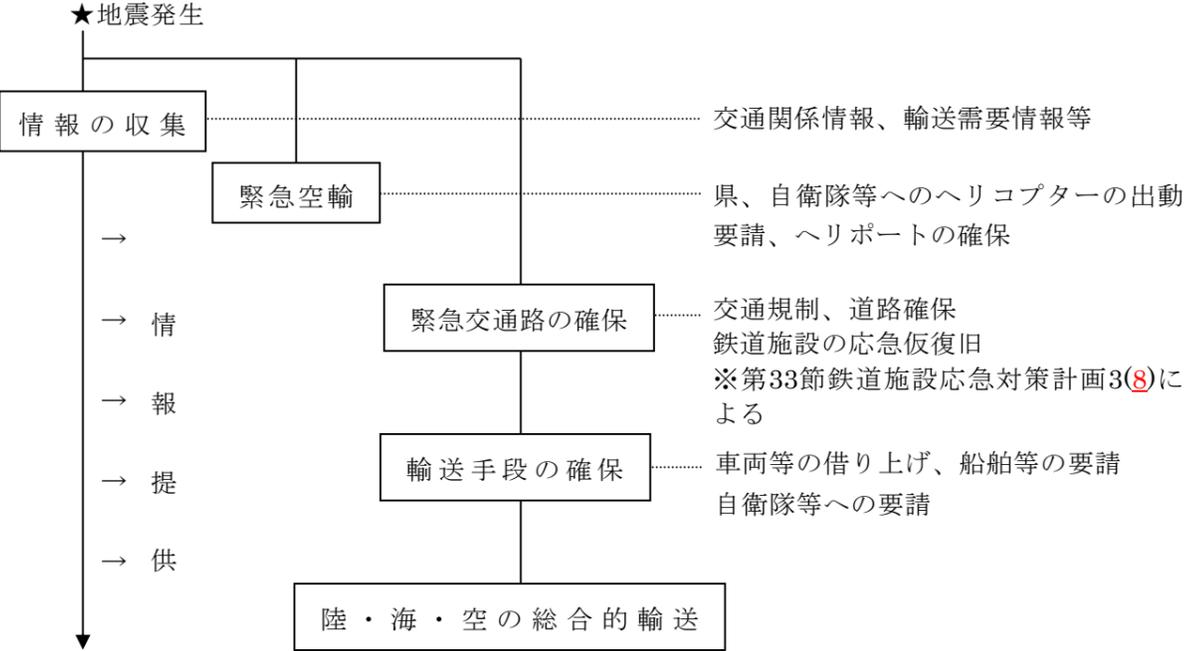 ★地震発生
情報の収集
交通関係情報、輸送需要情報等
緊急空輸
県、自衛隊等へのヘリコプターの出動
要請、ヘリポートの確保
→
緊急交通路の確保
交通規制、道路確保
鉄道施設の応急仮復旧
※第33節鉄道施設応急対策計画3(8)に
よる
→ 情
→ 報
輸送手段の確保
車両等の借り上げ、船舶等の要請
自衛隊等への要請
→ 提
→ 供
陸・海・空の総合的輸送